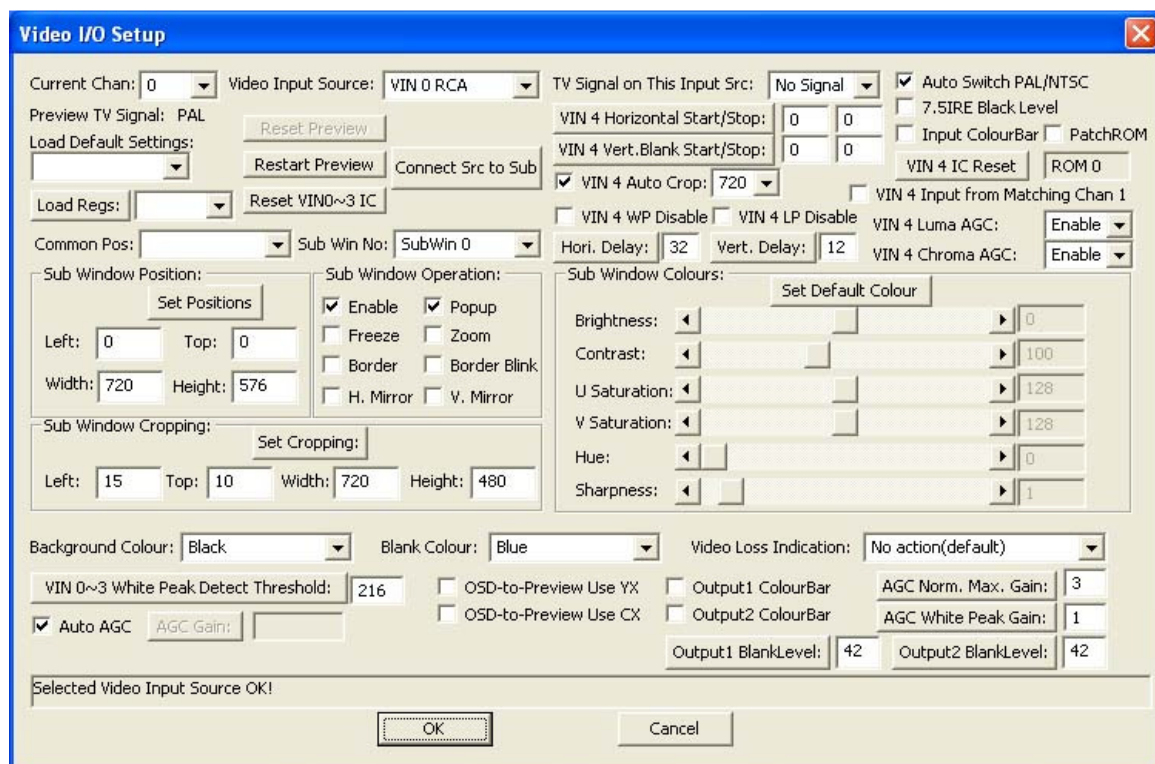 Video I/O Setup
Current Chan: 0 Video Input Source: VIN 0 RCA TV Signal on This Input Src: No Signal Auto Switch PAL/NTSC
Preview TV Signal: PAL Reset Preview VIN 4 Horizontal Start/Stop: 0 0 7.5IRE Black Level
Load Default Settings: Input ColourBar PatchROM
Restart Preview Connect Src to Sub VIN 4 Vert.Blank Start/Stop: 0 0 VIN 4 IC Reset ROM 0
VIN 4 Auto Crop: 720 VIN 4 Input from Matching Chan 1
Load Regs: Reset VIN0~3 IC VIN 4 WP Disable VIN 4 LP Disable VIN 4 Luma AGC: Enable
Common Pos: Sub Win No: SubWin 0 Hori. Delay: 32 Vert. Delay: 12 VIN 4 Chroma AGC: Enable
Sub Window Position: Sub Window Operation: Sub Window Colours:
Set Positions Set Default Colour
Enable Popup Brightness: 0
Left: 0 Top: 0 Freeze Zoom Contrast: 100
Border Border Blink
Width: 720 Height: 576 H. Mirror V. Mirror U Saturation: 128
Sub Window Cropping: V Saturation: 128
Set Cropping: Hue: 0
Left: 15 Top: 10 Width: 720 Height: 480 Sharpness: 1
Background Colour: Black Blank Colour: Blue Video Loss Indication: No action(default)
VIN 0~3 White Peak Detect Threshold: 216 OSD-to-Preview Use YX Output1 ColourBar AGC Norm. Max. Gain: 3
Auto AGC AGC Gain: OSD-to-Preview Use CX Output2 ColourBar AGC White Peak Gain: 1
Output1 BlankLevel: 42 Output2 BlankLevel: 42
Selected Video Input Source OK!
OK Cancel